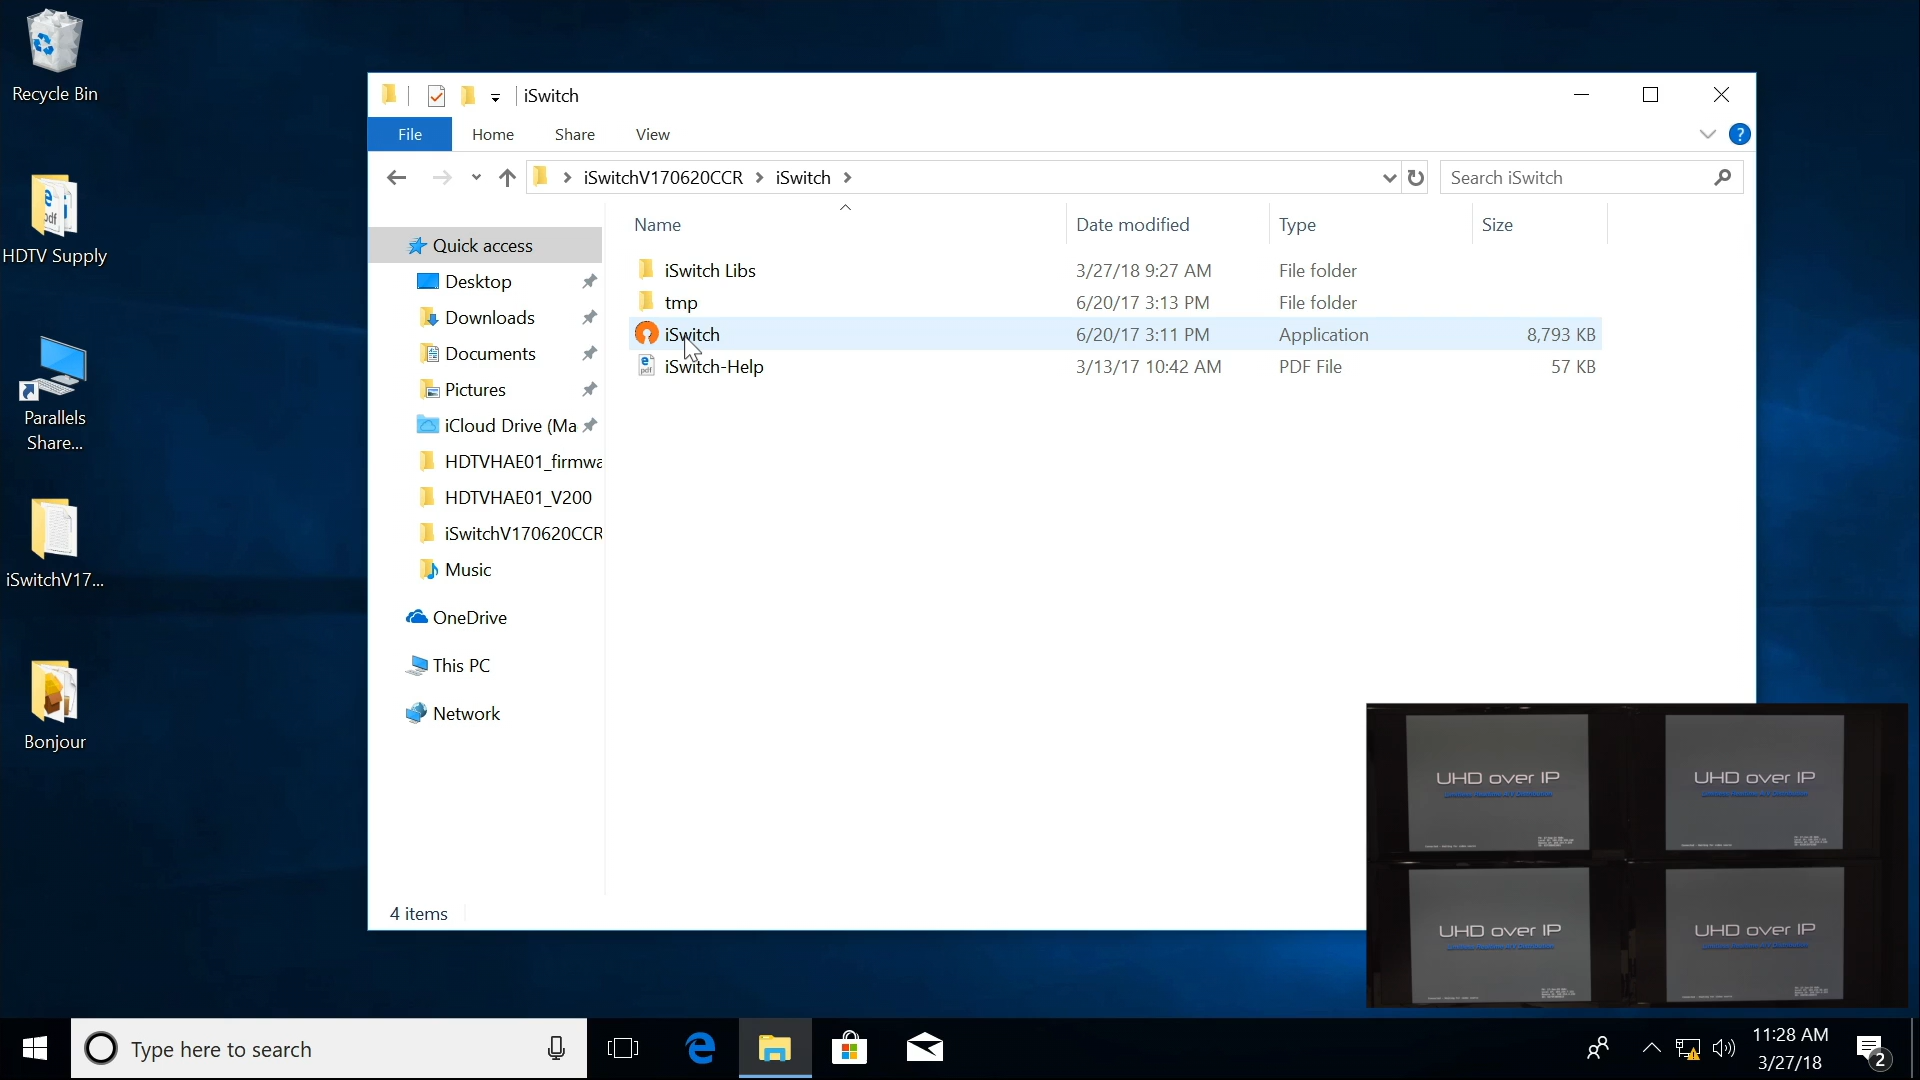 Recycle Bin
HDTV Supply
Parallels
Share...
iSwitchV17...
Bonjour
iSwitch
File
Home
Share
View
?
iSwitchV170620CCR
iSwitch
Search iSwitch
Quick access
Desktop
Downloads
Documents
Pictures
iCloud Drive (Ma
HDTVHAE01_firmwa
HDTVHAE01_V200
iSwitchV170620CCR
Music
OneDrive
This PC
Network
Name
Date modified
Type
Size
iSwitch Libs
3/27/18 9:27 AM
File folder
tmp
6/20/17 3:13 PM
File folder
iSwitch
6/20/17 3:11 PM
Application
8,793 KB
iSwitch-Help
3/13/17 10:42 AM
PDF File
57 KB
4 items
UHD over IP
UHD over IP
UHD over IP
UHD over IP
Type here to search
11:28 AM
3/27/18
2